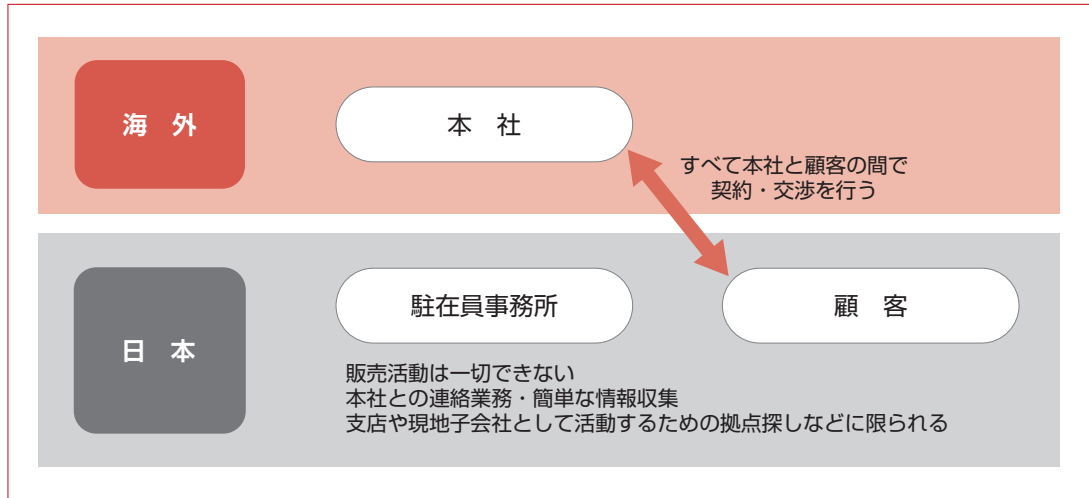 海　外
本　社
すべて本社と顧客の間で
契約・交渉を行う
日　本
駐在員事務所
顧　客
販売活動は一切できない
本社との連絡業務・簡単な情報収集
支店や現地子会社として活動するための拠点探しなどに限られる